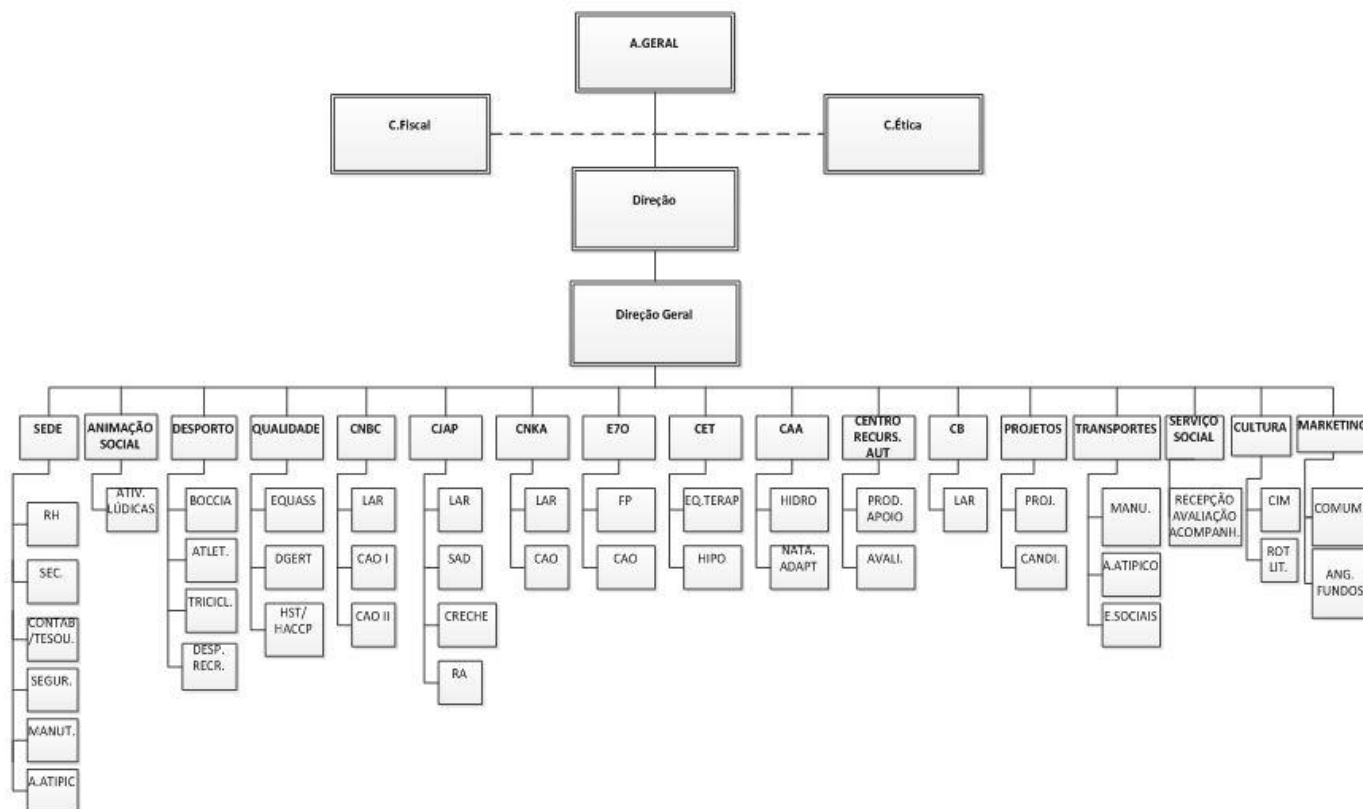 A.GERAL
C.Fiscal
C.Ética
Direção
Direção Geral
SEDE
ANIMAÇÃO
SOCIAL
DESPORTO
QUALIDADE
CNBC
CJAP
CNKA
E7O
CET
CAA
CENTRO
RECURS.
AUT
CB
PROJETOS
TRANSPORTES
SERVIÇO
SOCIAL
CULTURA
MARKETING
RH
SEC.
CONTAB
/TESOU.
SEGUR.
MANUT.
A.ATIPIC
ATIV.
LÚDICAS
BOCCIA
ATLET.
TRICICL.
DESP.
RECR.
EQUASS
DGERT
HST/
HACCP
LAR
CAO I
CAO II
LAR
SAD
CRECHE
RA
LAR
CAO
FP
CAO
EQ.TERAP
HIPO
HIDRO
NATA.
ADAPT
PROD.
APOIO
AVALI.
LAR
PROJ.
CANDI.
MANU.
A.ATIPICO
E.SOCIAIS
RECEPÇÃO
AVALIAÇÃO
ACOMPANH.
CIM
ROT
LIT.
COMUM
ANG.
FUNDOS